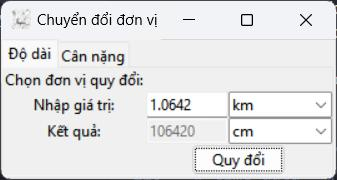 Chuyển đổi đơn vị
Độ dài Cân nặng
Chọn đơn vị quy đổi:
Nhập giá trị: 1.0642 km
Kết quả: 106420 cm
Quy đổi